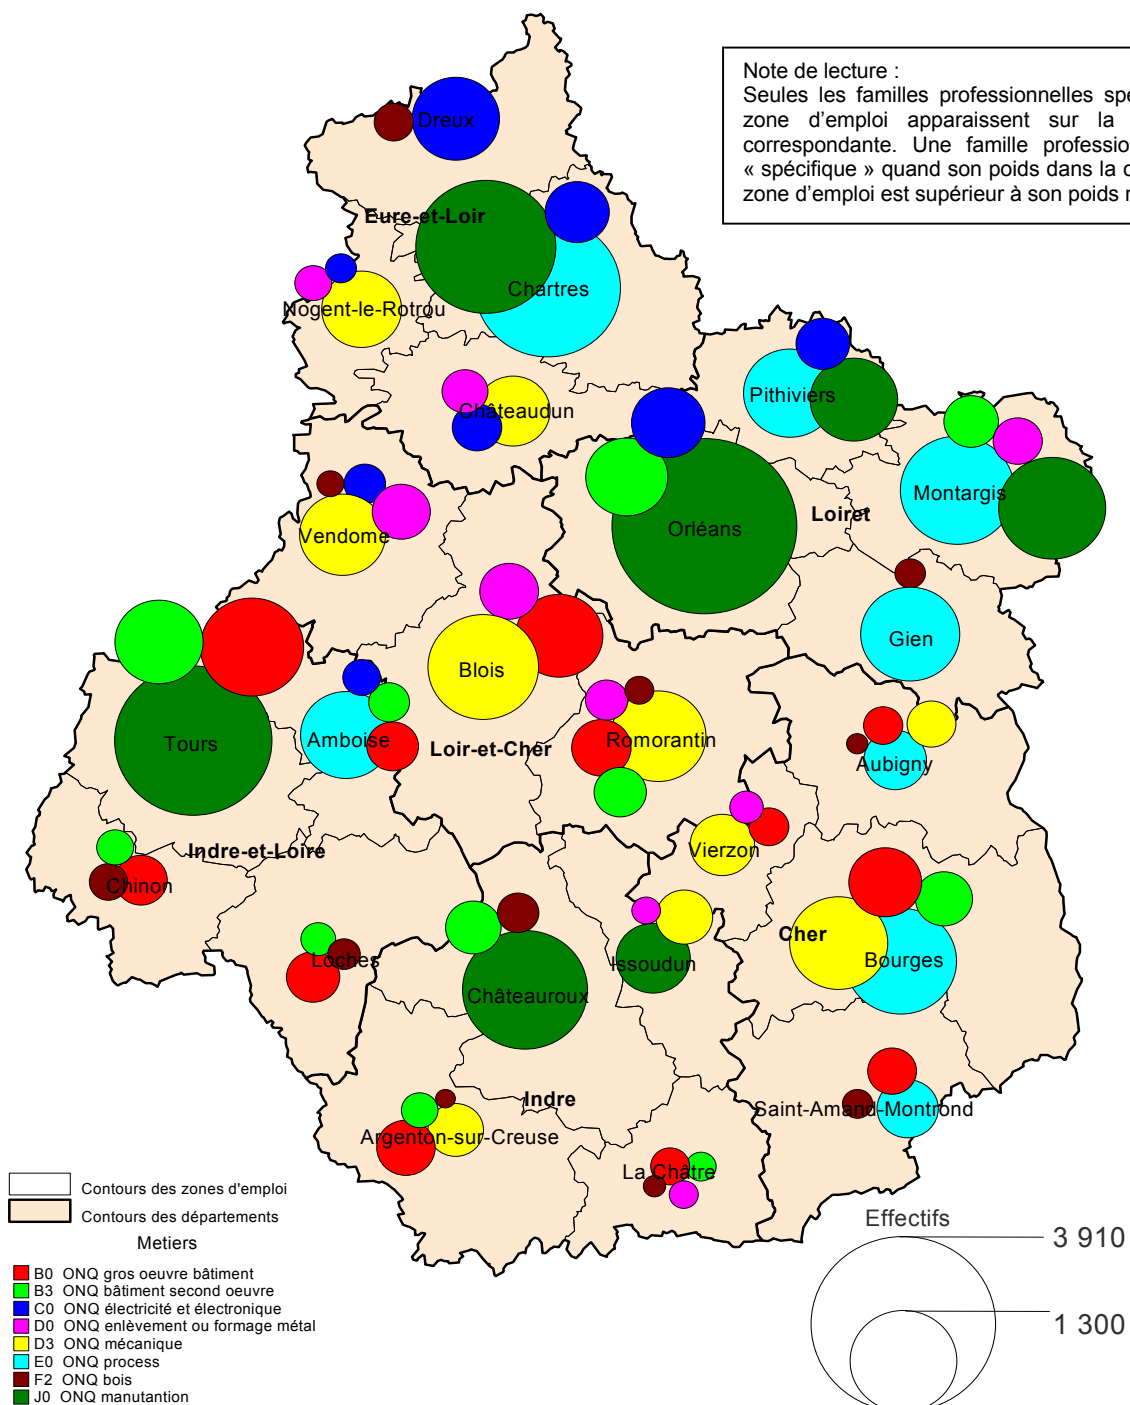 Note de lecture :
Seules les familles professionnelles
zone d'emploi apparaissent sur la
correspondante. Une famille
« spécifique » quand son poids dans la
zone d'emploi est supérieur à son poids
Dreux
Eure-et-Loir
Chartres
Nogent-le-Rotrou
Châteaudun
Pithiviers
Montargis
Orléans
Loiret
Vendome
Gien
Blois
Tours
Amboise
Loir-et-Cher
Romorantin
Aubigny
Vierzon
Indre-et-Loire
Chinon
Cher
Bourges
Loches
Issoudun
Châteauroux
Indre
Saint-Amand-Montrond
Argenton-sur-Creuse
La Châtre
Contours des zones d'emploi
Contours des départements
Metiers
B0 ONQ gros oeuvre bâtiment
B3 ONQ bâtiment second oeuvre
C0 ONQ électricité et électronique
D0 ONQ enlèvement ou formage métal
D3 ONQ mécanique
E0 ONQ process
F2 ONQ bois
J0 ONQ manutantion
Effectifs
3 910
1 300